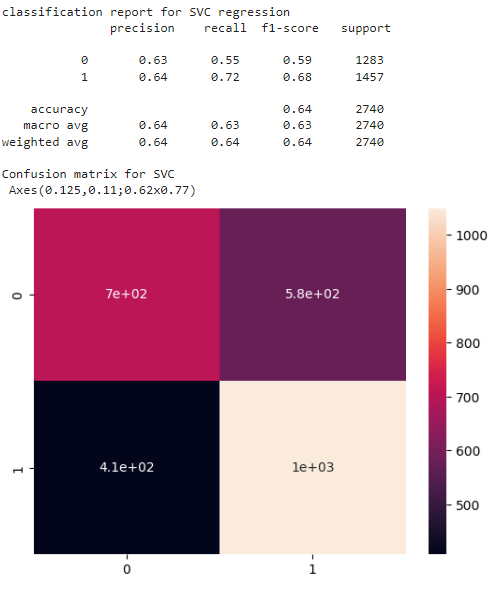 classification report for SVC regression
precision recall f1-score support
0 0.63 0.55 0.59 1283
1 0.64 0.72 0.68 1457
accuracy 0.64 2740
macro avg 0.64 0.63 0.63 2740
weighted avg 0.64 0.64 0.64 2740
Confusion matrix for SVC
Axes(0.125,0.11;0.62x0.77)
1000
0 7e+02 5.8e+02
900
800
700
600
1 4.1e+02 1e+03
500
0 1